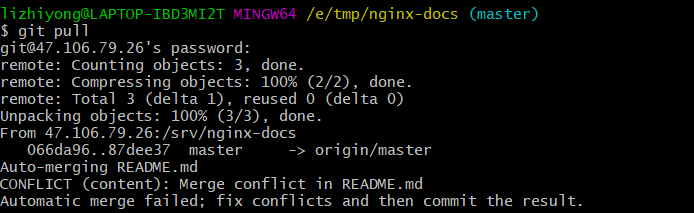 lizhiyong@LAPTOP-IBD3MI2T MINGW64 /e/tmp/nginx-docs (master)
$ git pull
git@47.106.79.26's password:
remote: Counting objects: 3, done.
remote: Compressing objects: 100% (2/2), done.
remote: Total 3 (delta 1), reused 0 (delta 0)
Unpacking objects: 100% (3/3), done.
From 47.106.79.26:/srv/nginx-docs
   066da96..87dee37  master     -> origin/master
Auto-merging README.md
CONFLICT (content): Merge conflict in README.md
Automatic merge failed; fix conflicts and then commit the result.